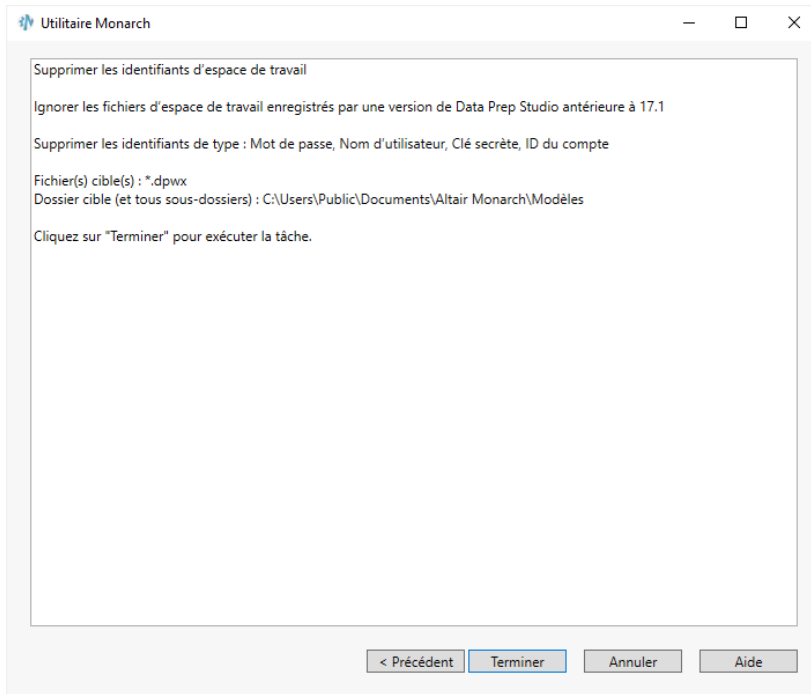 Utilitaire Monarch
Supprimer les identifiants d'espace de travail
Ignorer les fichiers d'espace de travail enregistrés par une version de Data Prep Studio antérieure à 17.1
Supprimer les identifiants de type : Mot de passe, Nom d'utilisateur, Clé secrète, ID du compte
Fichier(s) cible(s) : *.dpwx
Dossier cible (et tous sous-dossiers) : C:\Users\Public\Documents\Altair Monarch\Modèles
Cliquez sur "Terminer" pour exécuter la tâche.
< Précédent Terminer Annuler Aide